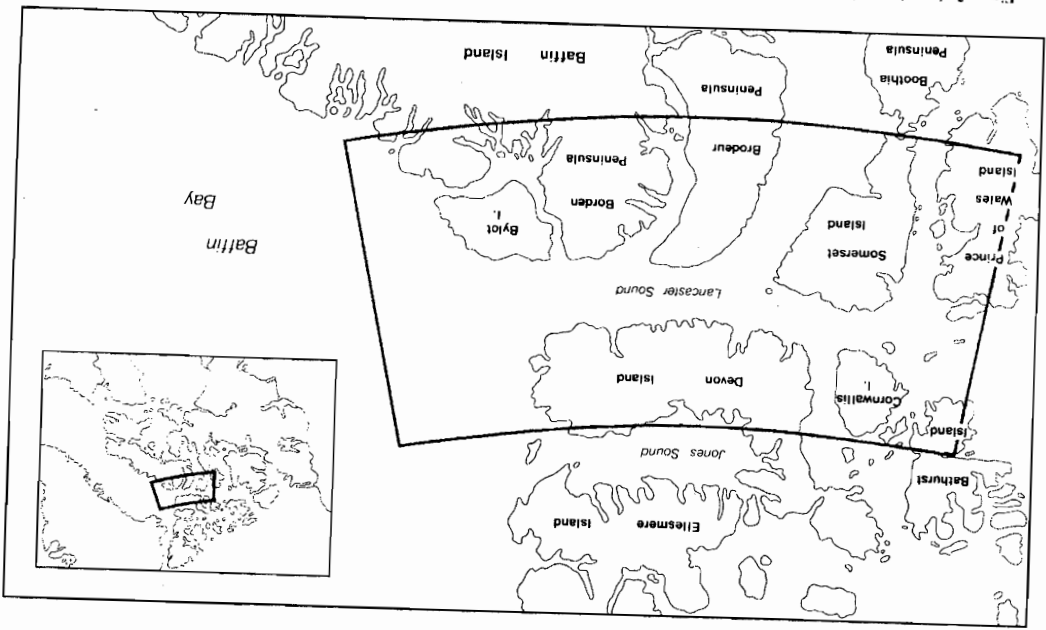 Ellesmere Island
Bathurst
Island
Jones Sound
Cornwallis
I.
Devon Island
Lancaster Sound
Prince
of
Wales
Island
Somerset
Island
Brodeur
Peninsula
Borden
Peninsula
Bylot
I.
Baffin
Bay
Boothia
Peninsula
Baffin Island